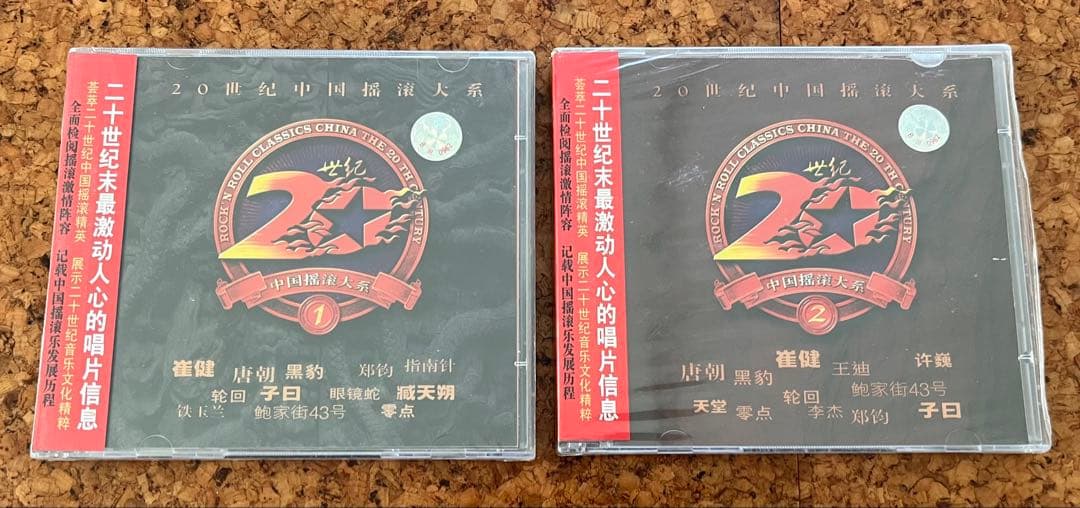 二十世纪末最激动人心的唱片信息
荟萃二十世纪中国摇滚精英 展示二十世纪音乐文化精粹
全面检阅摇滚激情阵容 记载中国摇滚乐发展历程
20世纪中国摇滚大系
ROCK'N ROLL CLASSICS CHINA THE 20TH CENTURY
世纪
20
中国摇滚大系
1
崔健 唐朝 黑豹 郑钧 指南针
轮回 子曰 眼镜蛇 臧天朔
铁玉兰 鲍家街43号 零点
二十世纪末最激动人心的唱片信息
荟萃二十世纪中国摇滚精英 展示二十世纪音乐文化精粹
全面检阅摇滚激情阵容 记载中国摇滚乐发展历程
20世纪中国摇滚大系
ROCK'N ROLL CLASSICS CHINA THE 20TH CENTURY
世纪
20
中国摇滚大系
2
唐朝 黑豹 崔健 王迪 许巍
轮回 鲍家街43号
天堂 零点 李杰 郑钧 子曰